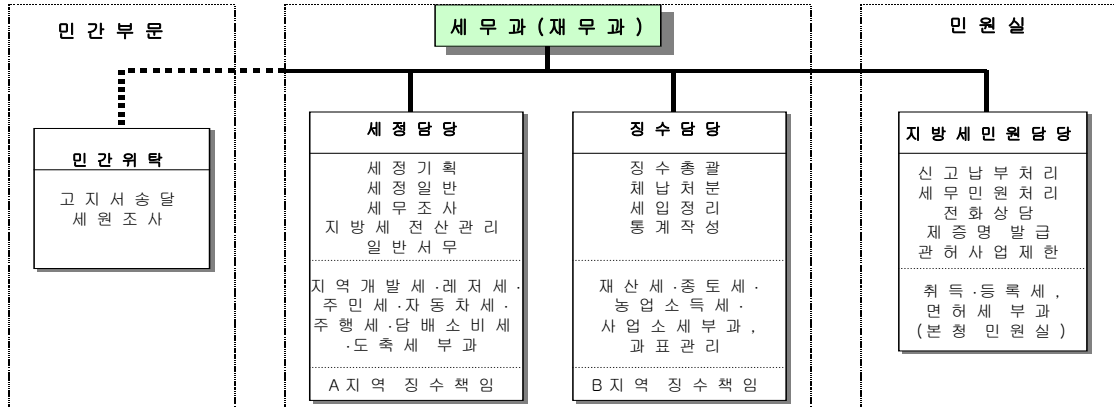 민간부문
민간위탁
고지서송달
세원조사
세무과(재무과)
세정담당
세정기획
세정일반
세무조사
지방세 전산관리
일반서무
지역개발세·레저세·
주민세·자동차세·
주행세·담배소비세
·도축세 부과
A지역 징수책임
징수담당
징수총괄
체납처분
세입정리
통계작성
재산세·종토세·
농업소득세·
사업소세부과,
과표관리
B지역 징수책임
민원실
지방세민원담당
신고납부처리
세무민원처리
전화상담
제증명 발급
관허사업제한
취득·등록세,
면허세 부과
(본청 민원실)